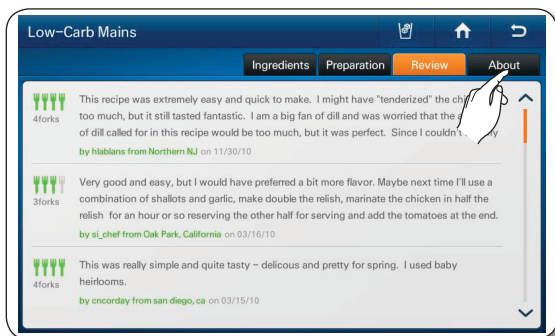 Low-Carb Mains
Ingredients Preparation Review About
4forks
This recipe was extremely easy and quick to make. I might have "tenderized" the
too much, but it still tasted fantastic. I am a big fan of dill and was worried that the
of dill called for in this recipe would be too much, but it was perfect. Since I
by hlablans from Northern NJ on 11/30/10
3forks
Very good and easy, but I would have preferred a bit more flavor. Maybe next time I'll use a
combination of shallots and garlic, make double the relish, marinate the chicken in half the
relish for an hour or so reserving the other half for serving and add the tomatoes at the end.
by si_chef from Oak Park, California on 03/16/10
4forks
This was really simple and quite tasty – delicous and pretty for spring. I used baby
heirlooms.
by cncorday from san diego, ca on 03/15/10